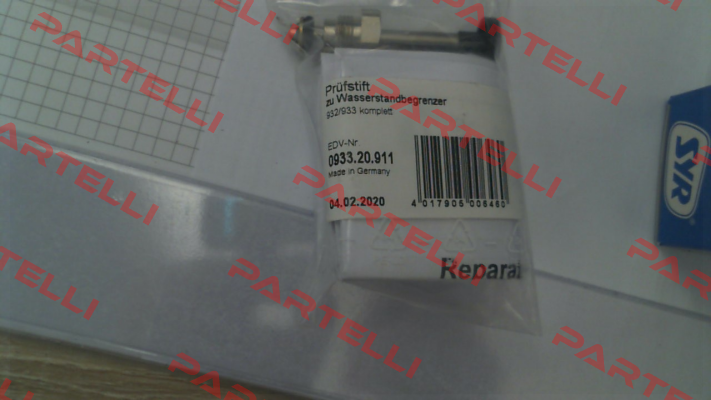 Prüfstift
zu Wasserstandbegrenzer
932/933 komplett
EDV-Nr.
0933.20.911
Made in Germany
04.02.2020
4 017905 006460
Repara
SYR
PARTELLI
PARTELLI
PARTELLI
PARTELLI
PARTELLI
PARTELLI
PARTELLI
PARTELLI
PARTELLI